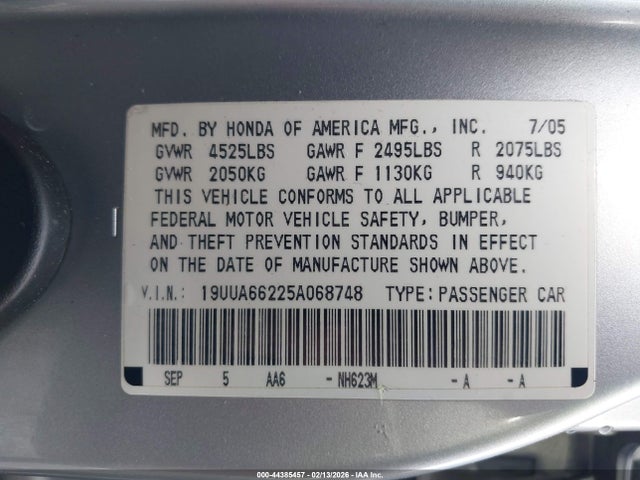 MFD. BY HONDA OF AMERICA MFG., INC. 7/05
GVWR 4525LBS GAWR F 2495LBS R 2075LBS
GVWR 2050KG GAWR F 1130KG R 940KG
THIS VEHICLE CONFORMS TO ALL APPLICABLE
FEDERAL MOTOR VEHICLE SAFETY, BUMPER,
AND THEFT PREVENTION STANDARDS IN EFFECT
ON THE DATE OF MANUFACTURE SHOWN ABOVE.
V.I.N.: 19UUA66225A068748 TYPE: PASSENGER CAR
SEP 5 AA6 - NH623M - A - A
000-44385457 - 02/13/2026 - IAA Inc.